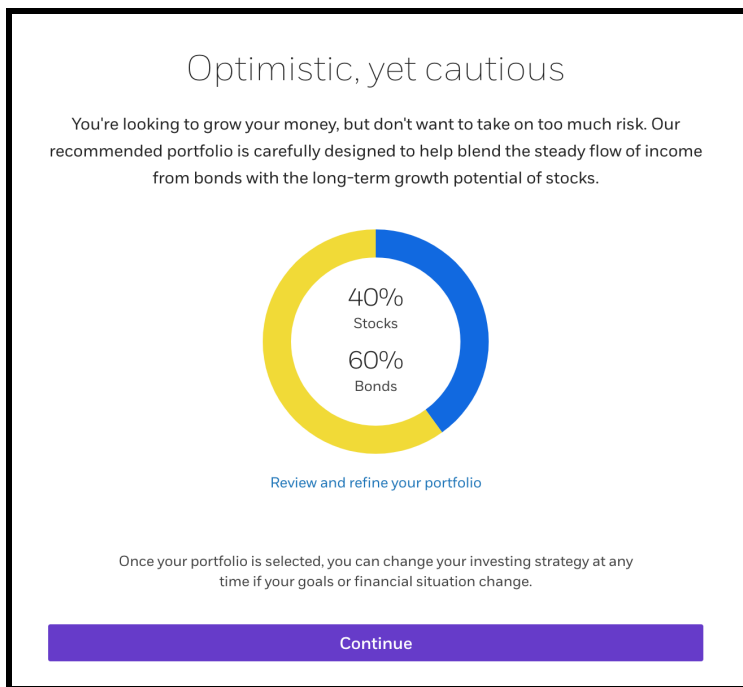 Optimistic, yet cautious
You're looking to grow your money, but don't want to take on too much risk. Our
recommended portfolio is carefully designed to help blend the steady flow of income
from bonds with the long-term growth potential of stocks.
40%
Stocks
60%
Bonds
Review and refine your portfolio
Once your portfolio is selected, you can change your investing strategy at any
time if your goals or financial situation change.
Continue